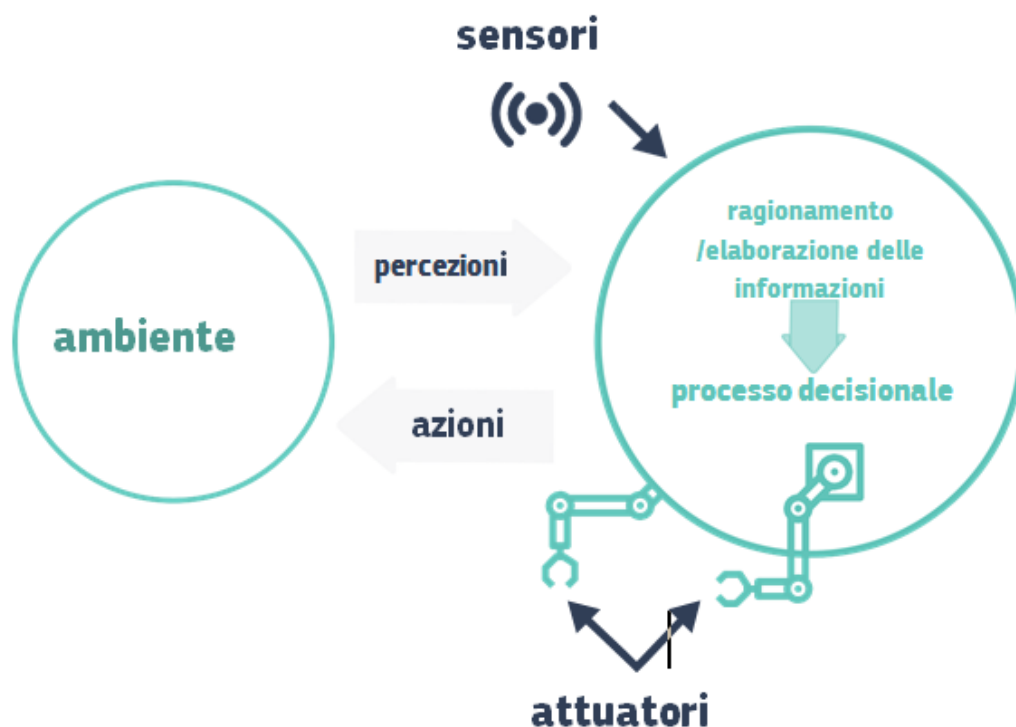 sensori
ragionamento
/elaborazione delle
informazioni
percezioni
ambiente
processo decisionale
azioni
attuatori